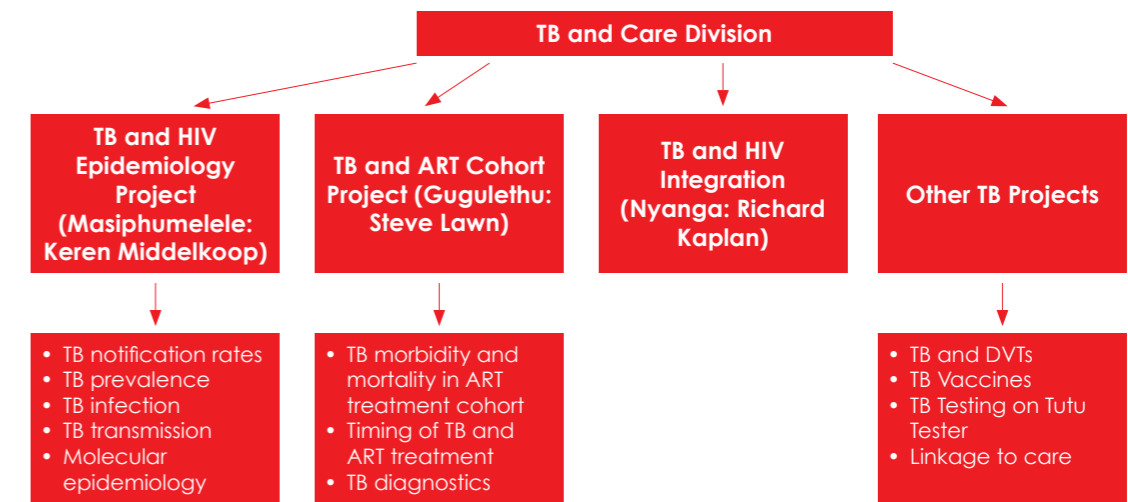 TB and Care Division
TB and HIV
Epidemiology
Project
(Masiphumelele:
Keren Middelkoop)
TB and ART Cohort
Project (Gugulethu:
Steve Lawn)
TB and HIV
Integration
(Nyanga: Richard
Kaplan)
Other TB Projects
• TB notification rates
• TB prevalence
• TB infection
• TB transmission
• Molecular
epidemiology
• TB morbidity and
mortality in ART
treatment cohort
• Timing of TB and
ART treatment
• TB diagnostics
• TB and DVTs
• TB Vaccines
• TB Testing on Tutu
Tester
• Linkage to care